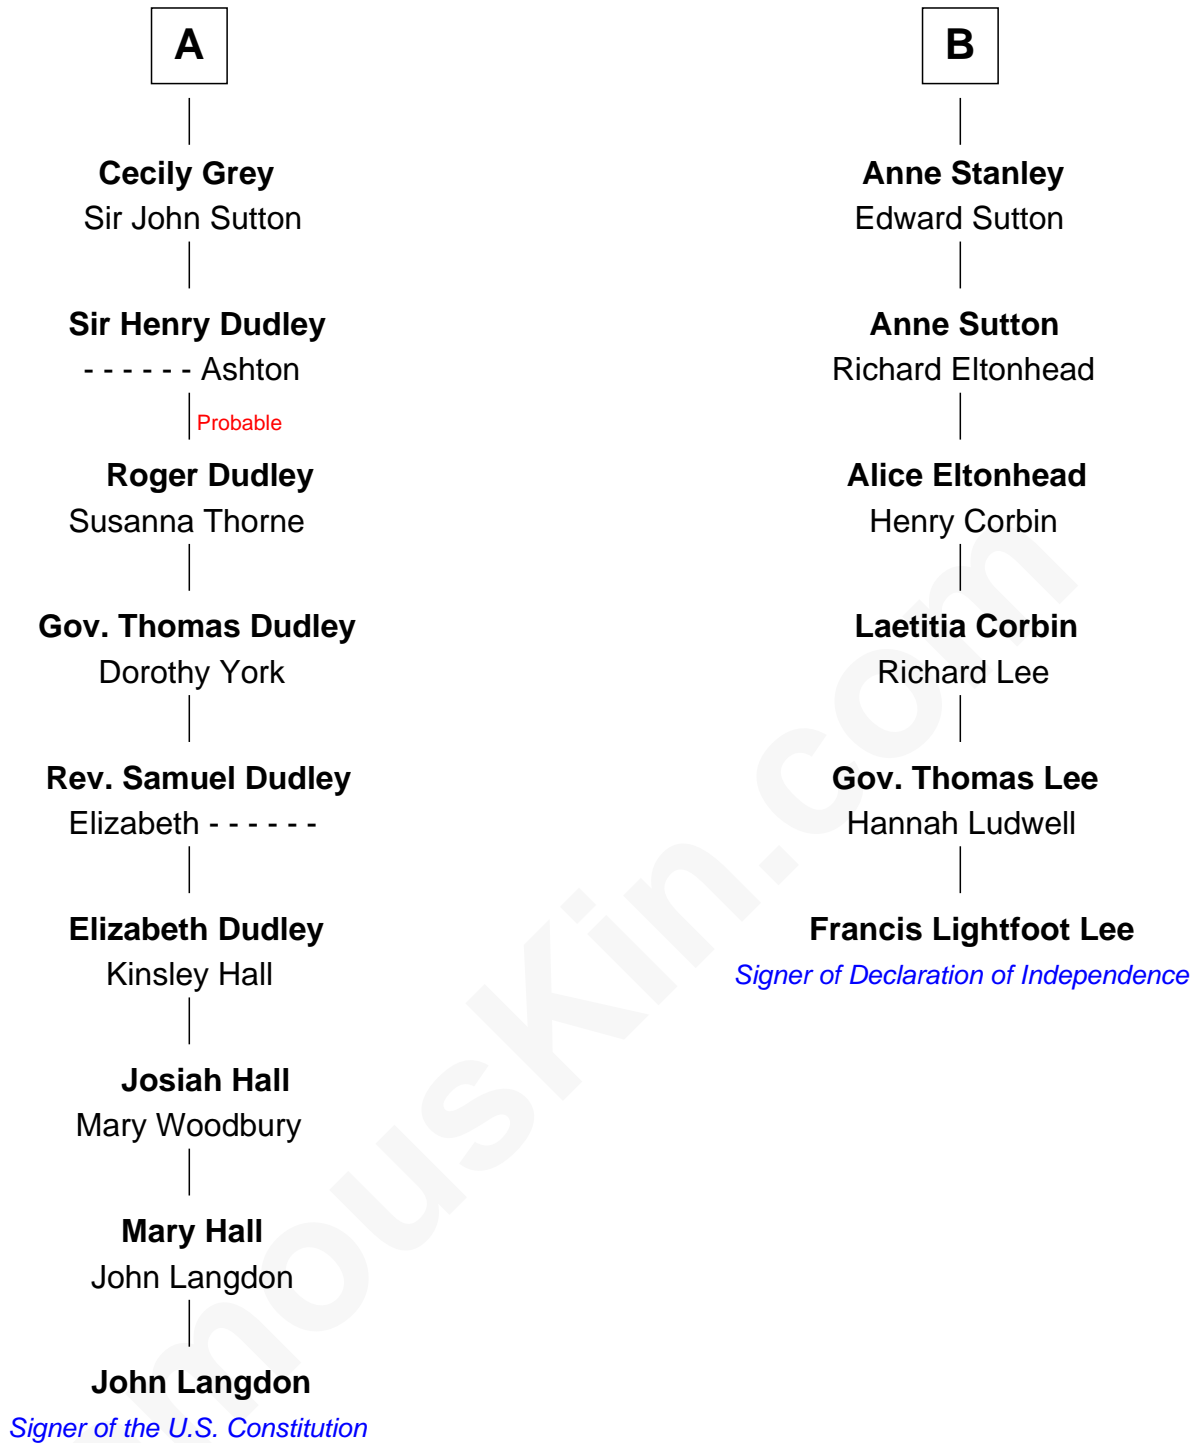 A
Cecily Grey
Sir John Sutton
Sir Henry Dudley
- - - - - - Ashton
Probable
Roger Dudley
Susanna Thorne
Gov. Thomas Dudley
Dorothy York
Rev. Samuel Dudley
Elizabeth - - - - - -
Elizabeth Dudley
Kinsley Hall
Josiah Hall
Mary Woodbury
Mary Hall
John Langdon
John Langdon
Signer of the U.S. Constitution
B
Anne Stanley
Edward Sutton
Anne Sutton
Richard Eltonhead
Alice Eltonhead
Henry Corbin
Laetitia Corbin
Richard Lee
Gov. Thomas Lee
Hannah Ludwell
Francis Lightfoot Lee
Signer of Declaration of Independence
mousKin.com